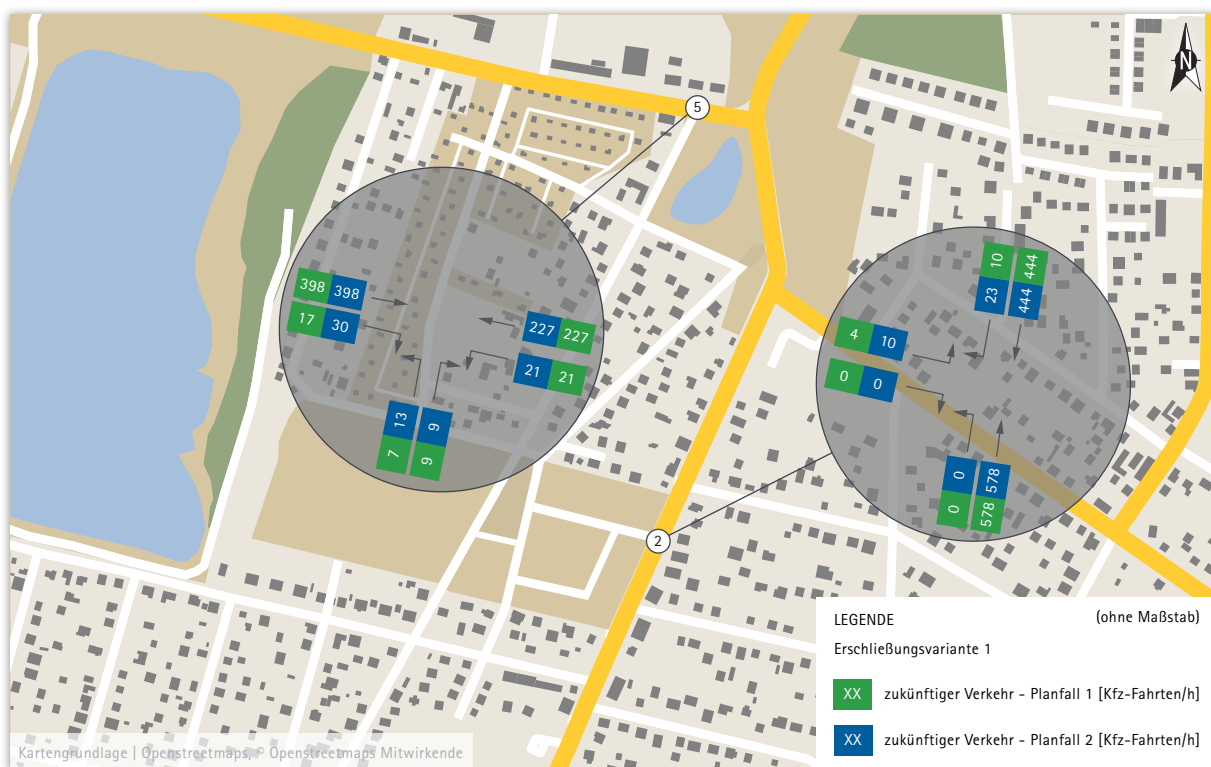 N
5
10 444
23 444
398 398
17 30
4 10
0 0
227 227
21 21
13 9
7 9
0 578
0 578
2
LEGENDE (ohne Maßstab)
Erschließungsvariante 1
XX zukünftiger Verkehr - Planfall 1 [Kfz-Fahrten/h]
XX zukünftiger Verkehr - Planfall 2 [Kfz-Fahrten/h]
Kartengrundlage | Openstreetmaps, © Openstreetmaps Mitwirkende